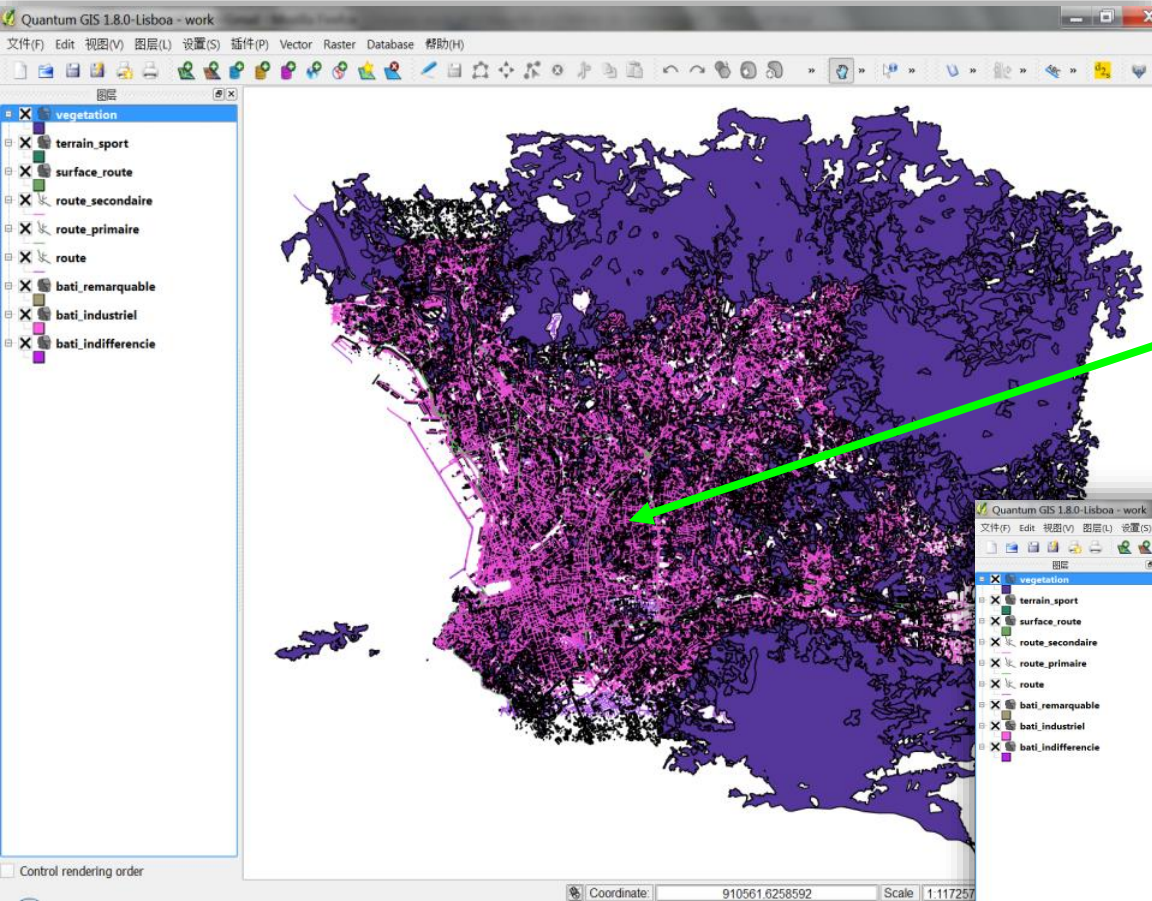 Quantum GIS 1.8.0-Lisboa - work
文件(F) Edit 视图(V) 图层(L) 设置(S) 插件(P) Vector Raster Database 帮助(H)
图层
vegetation
terrain_sport
surface_route
route_secondaire
route_primaire
route
bati_remarquable
bati_industriel
bati_indifferencie
Control rendering order
Coordinate: 910561.6258592 Scale 1:117257
Quantum GIS 1.8.0-Lisboa - work
文件(F) Edit 视图(V) 图层(L) 设置(S)
图层
vegetation
terrain_sport
surface_route
route_secondaire
route_primaire
route
bati_remarquable
bati_industriel
bati_indifferencie